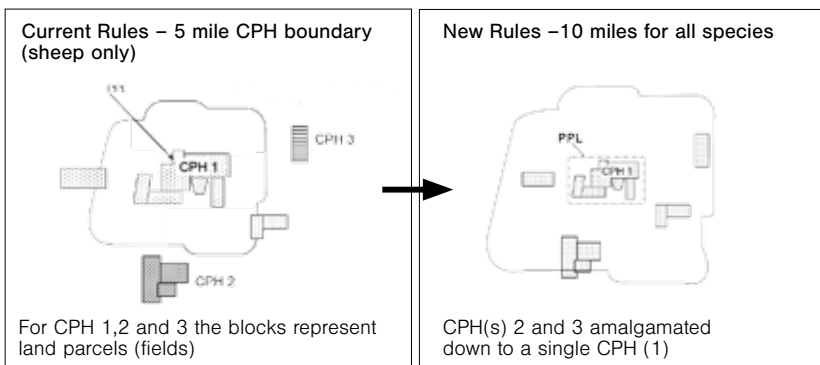 Current Rules – 5 mile CPH boundary
(sheep only)
CPH 1
CPH 3
CPH 2
For CPH 1,2 and 3 the blocks represent
land parcels (fields)
New Rules –10 miles for all species
PPL
CPH 1
CPH(s) 2 and 3 amalgamated
down to a single CPH (1)